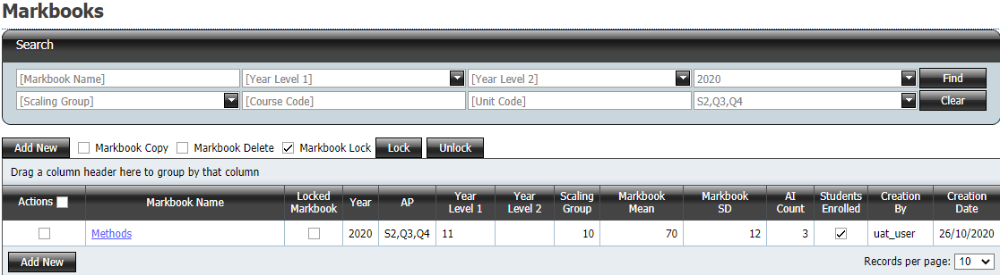 Markbooks
Search
[Markbook Name] [Year Level 1] [Year Level 2] 2020 Find
[Scaling Group] [Course Code] [Unit Code] S2,Q3,Q4 Clear
Add New Markbook Copy Markbook Delete Markbook Lock Lock Unlock
Drag a column header here to group by that column
Actions Markbook Name Locked Markbook Year AP Year Level 1 Year Level 2 Scaling Group Markbook Mean Markbook SD AI Count Students Enrolled Creation By Creation Date
Methods 2020 S2,Q3,Q4 11 10 70 12 3 uat_user 26/10/2020
Add New Records per page: 10